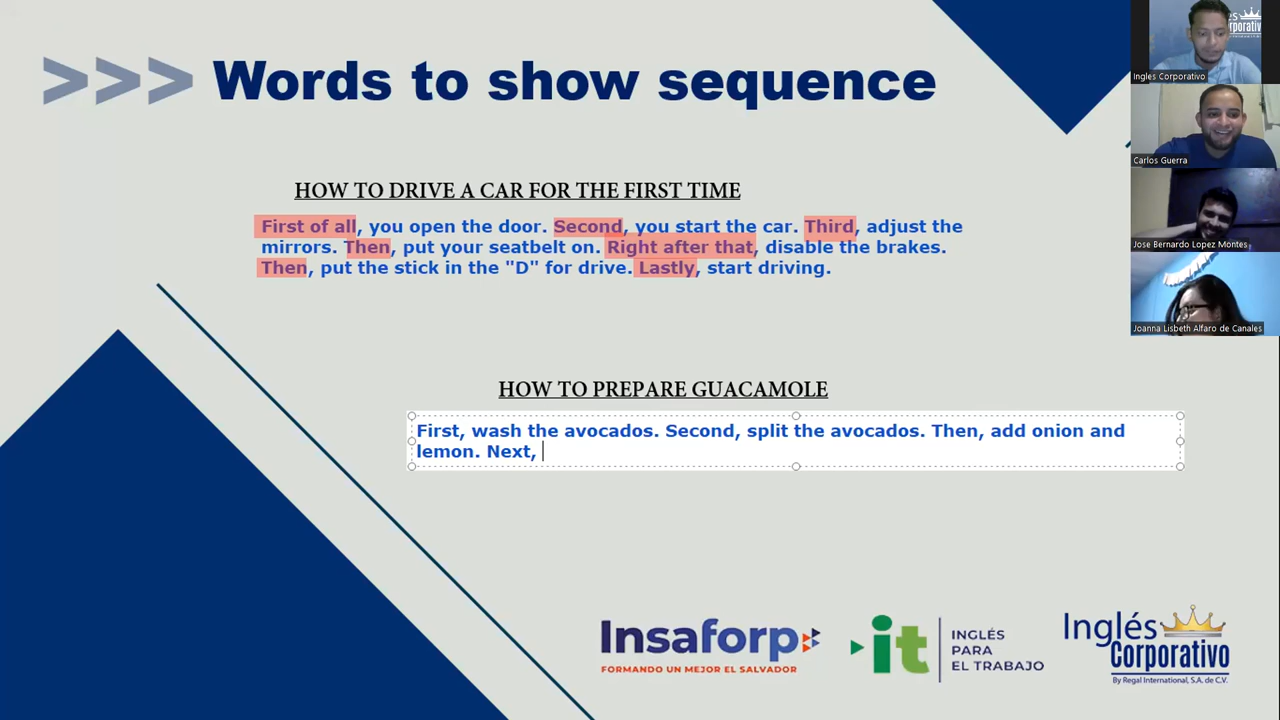 >>> Words to show sequence
HOW TO DRIVE A CAR FOR THE FIRST TIME
First of all, you open the door. Second, you start the car. Third, adjust the
mirrors. Then, put your seatbelt on. Right after that, disable the brakes.
Then, put the stick in the "D" for drive. Lastly, start driving.
HOW TO PREPARE GUACAMOLE
First, wash the avocados. Second, split the avocados. Then, add onion and
lemon. Next,
Ingles Corporativo
Carlos Guerra
Jose Bernardo Lopez Montes
Joanna Lisbeth Alfaro de Canales
Insaforp
FORMANDO UN MEJOR EL SALVADOR
it
INGLÉS
PARA
EL TRABAJO
Inglés
Corporativo
By Regal International, S.A. de C.V.